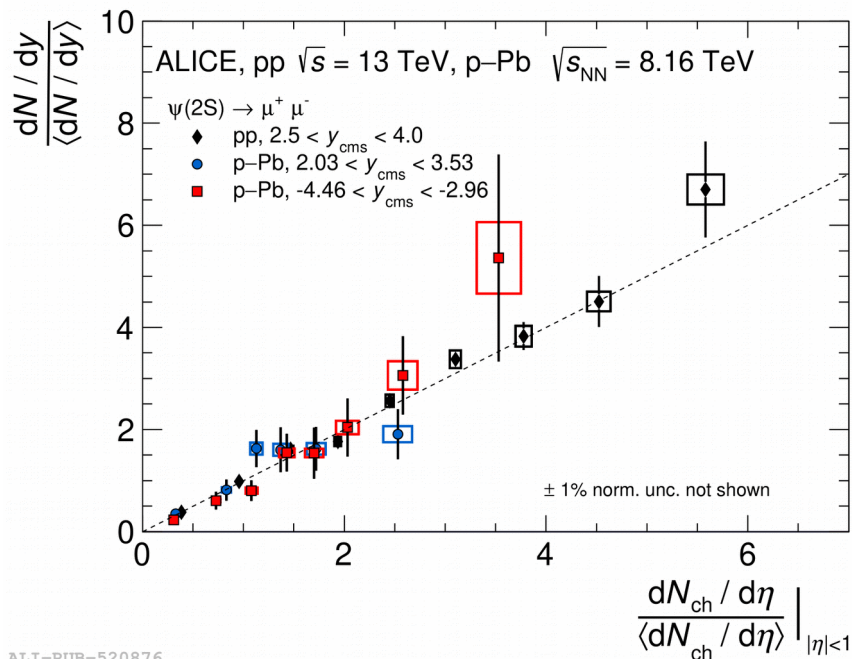 dN / dy
⟨dN / dy⟩
10
8
6
4
2
0
ALICE, pp √s = 13 TeV, p−Pb √sNN = 8.16 TeV
ψ(2S) → μ+ μ-
pp, 2.5 < ycms < 4.0
p−Pb, 2.03 < ycms < 3.53
p−Pb, -4.46 < ycms < -2.96
± 1% norm. unc. not shown
0 2 4 6
dNch / dη
⟨dNch / dη⟩ | |η|<1
ALI−PUB−520876